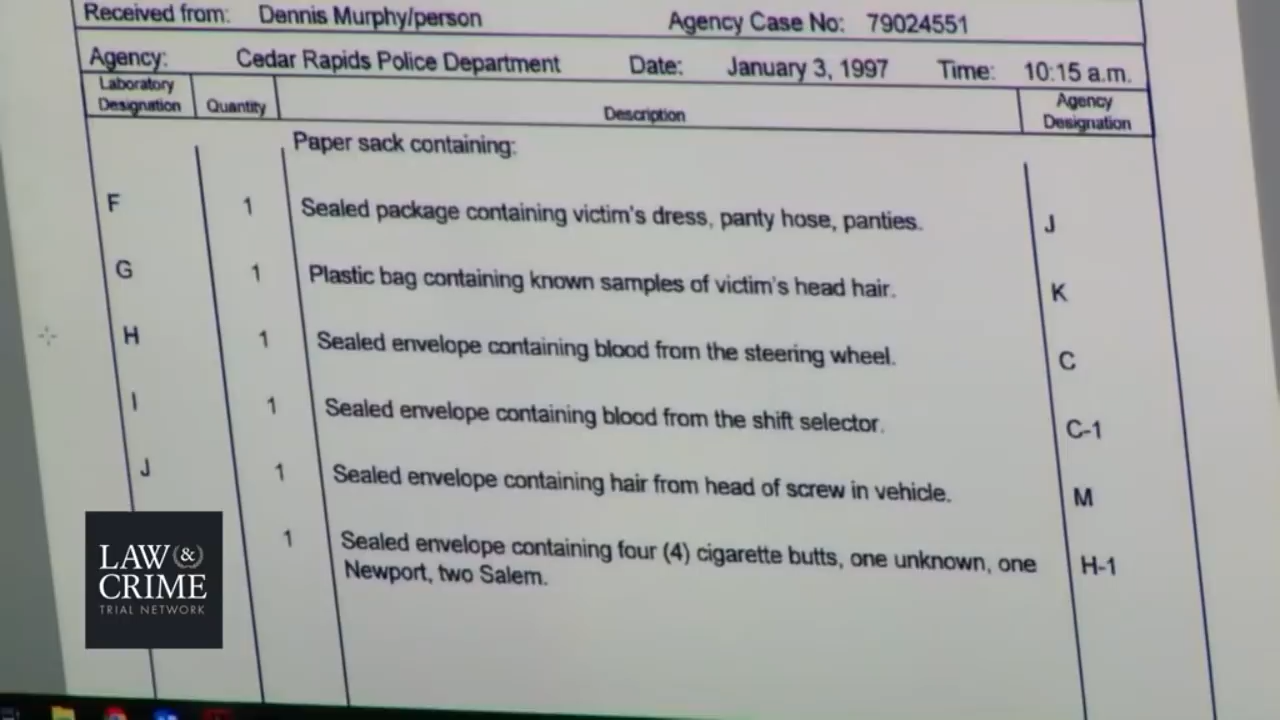 Received from: Dennis Murphy/person Agency Case No: 79024551
Agency: Cedar Rapids Police Department Date: January 3, 1997 Time: 10:15 a.m.
Laboratory Designation Quantity Description Agency Designation
Paper sack containing:
F 1 Sealed package containing victim's dress, panty hose, panties. J
G 1 Plastic bag containing known samples of victim's head hair. K
H 1 Sealed envelope containing blood from the steering wheel. C
I 1 Sealed envelope containing blood from the shift selector. C-1
J 1 Sealed envelope containing hair from head of screw in vehicle. M
1 Sealed envelope containing four (4) cigarette butts, one unknown, one H-1
Newport, two Salem.
LAW &
CRIME
TRIAL NETWORK